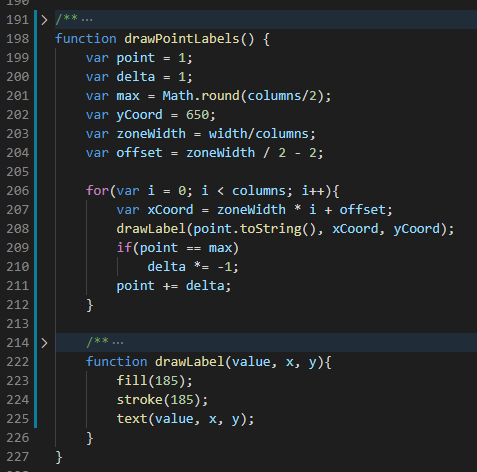 190
191 > /** ···
198 function drawPointLabels() {
199     var point = 1;
200     var delta = 1;
201     var max = Math.round(columns/2);
202     var yCoord = 650;
203     var zoneWidth = width/columns;
204     var offset = zoneWidth / 2 - 2;
205
206     for(var i = 0; i < columns; i++){
207         var xCoord = zoneWidth * i + offset;
208         drawLabel(point.toString(), xCoord, yCoord);
209         if(point == max)
210             delta *= -1;
211         point += delta;
212     }
213
214 >     /** ···
222     function drawLabel(value, x, y){
223         fill(185);
224         stroke(185);
225         text(value, x, y);
226     }
227 }